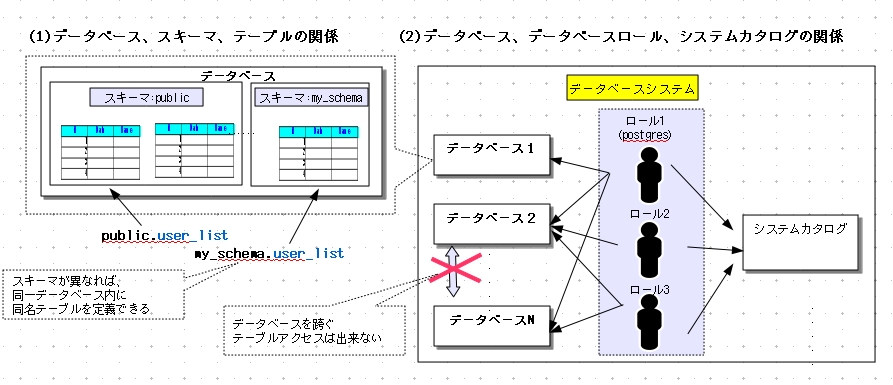 (1)データベース、スキーマ、テーブルの関係
データベース
スキーマ:public
スキーマ:my_schema
public.user_list
my_schema.user_list
スキーマが異なれば、
同一データベース内に
同名テーブルを定義できる
(2)データベース、データベースロール、システムカタログの関係
データベースシステム
データベース1
データベース2
データベースN
ロール1
(postgres)
ロール2
ロール3
システムカタログ
データベースを跨ぐ
テーブルアクセスは出来ない